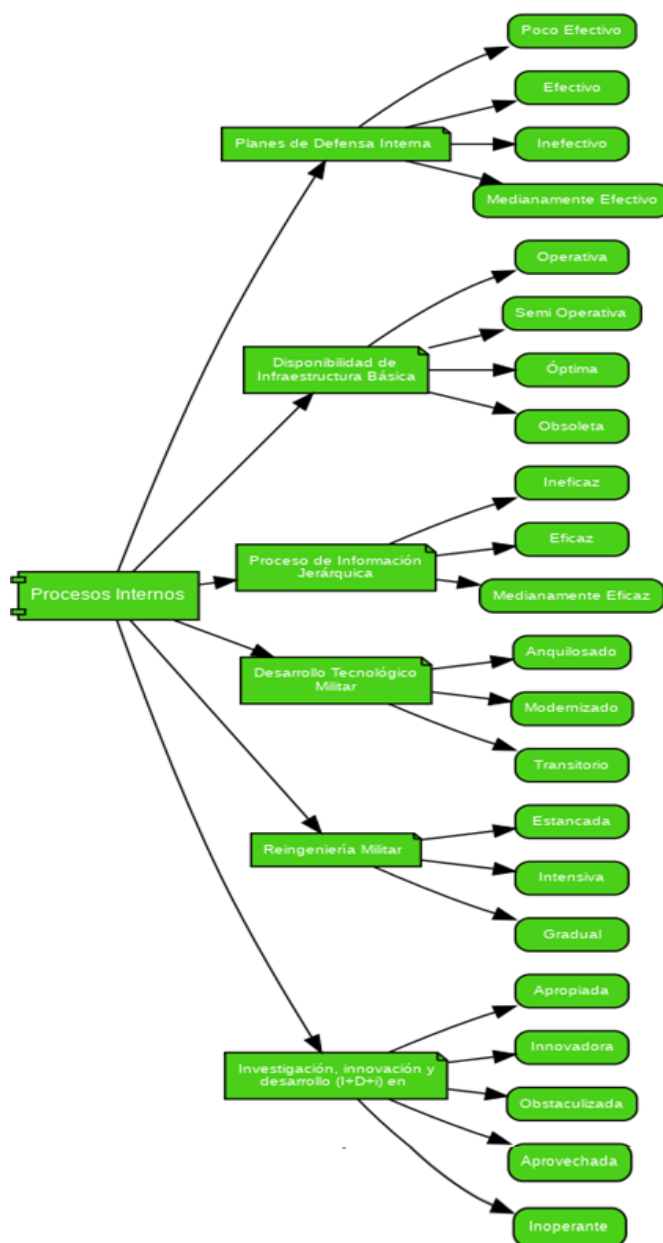 Poco Efectivo
Efectivo
Planes de Defensa Interna
Inefectivo
Medianamente Efectivo
Operativa
Semi Operativa
Disponibilidad de
Infraestructura Básica
Óptima
Obsoleta
Ineficaz
Eficaz
Proceso de Información
Jerárquica
Medianamente Eficaz
Procesos Internos
Anquilosado
Desarrollo Tecnológico
Militar
Modernizado
Transitorio
Estancada
Reingeniería Militar
Intensiva
Gradual
Apropiada
Innovadora
Investigación, innovación y
desarrollo (I+D+i) en
Obstaculizada
Aprovechada
Inoperante